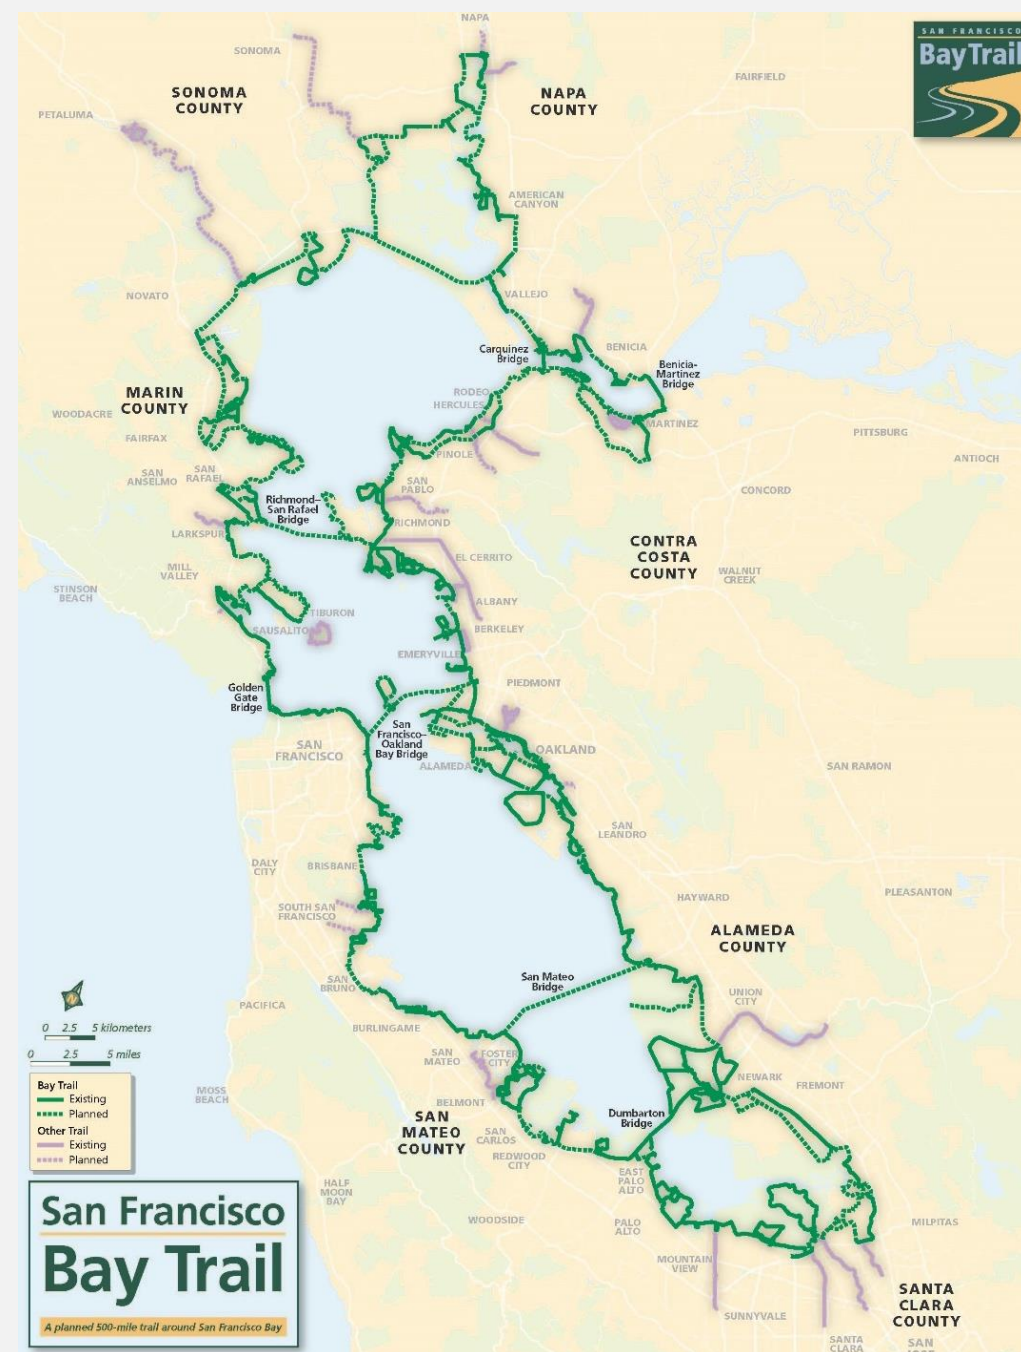 NAPA
SAN FRANCISCO
BayTrail
SONOMA
FAIRFIELD
SONOMA
COUNTY
NAPA
COUNTY
PETALUMA
AMERICAN
CANYON
NOVATO
VALLEJO
Carquinez
Bridge
BENICIA
Benicia-
Martinez
Bridge
MARIN
COUNTY
RODEO
HERCULES
WOODACRE
MARTINEZ
FAIRFAX
PITTSBURG
PINOLE
ANTIOCH
SAN
ANSELMO
SAN
RAFAEL
SAN
PABLO
CONCORD
Richmond–
San Rafael
Bridge
RICHMOND
LARKSPUR
CONTRA
COSTA
COUNTY
EL CERRITO
MILL
VALLEY
WALNUT
CREEK
STINSON
BEACH
ALBANY
TIBURON
SAUSALITO
BERKELEY
EMERYVILLE
PIEDMONT
Golden
Gate
Bridge
San
Francisco–
Oakland
Bay Bridge
SAN
FRANCISCO
OAKLAND
ALAMEDA
SAN RAMON
SAN
LEANDRO
DALY
CITY
BRISBANE
HAYWARD
PLEASANTON
SOUTH SAN
FRANCISCO
ALAMEDA
COUNTY
San Mateo
Bridge
SAN
BRUNO
UNION
CITY
PACIFICA
N
BURLINGAME
0 2.5 5 kilometers
0 2.5 5 miles
SAN
MATEO
FOSTER
CITY
NEWARK
FREMONT
MOSS
BEACH
BELMONT
Bay Trail
Existing
Planned
Other Trail
Existing
Planned
SAN
MATEO
COUNTY
Dumbarton
Bridge
SAN
CARLOS
REDWOOD
CITY
EAST
PALO
ALTO
HALF
MOON
BAY
WOODSIDE
PALO
ALTO
MILPITAS
MOUNTAIN
VIEW
San Francisco
Bay Trail
A planned 500-mile trail around San Francisco Bay
SANTA
CLARA
COUNTY
SUNNYVALE
SANTA
CLARA
SAN